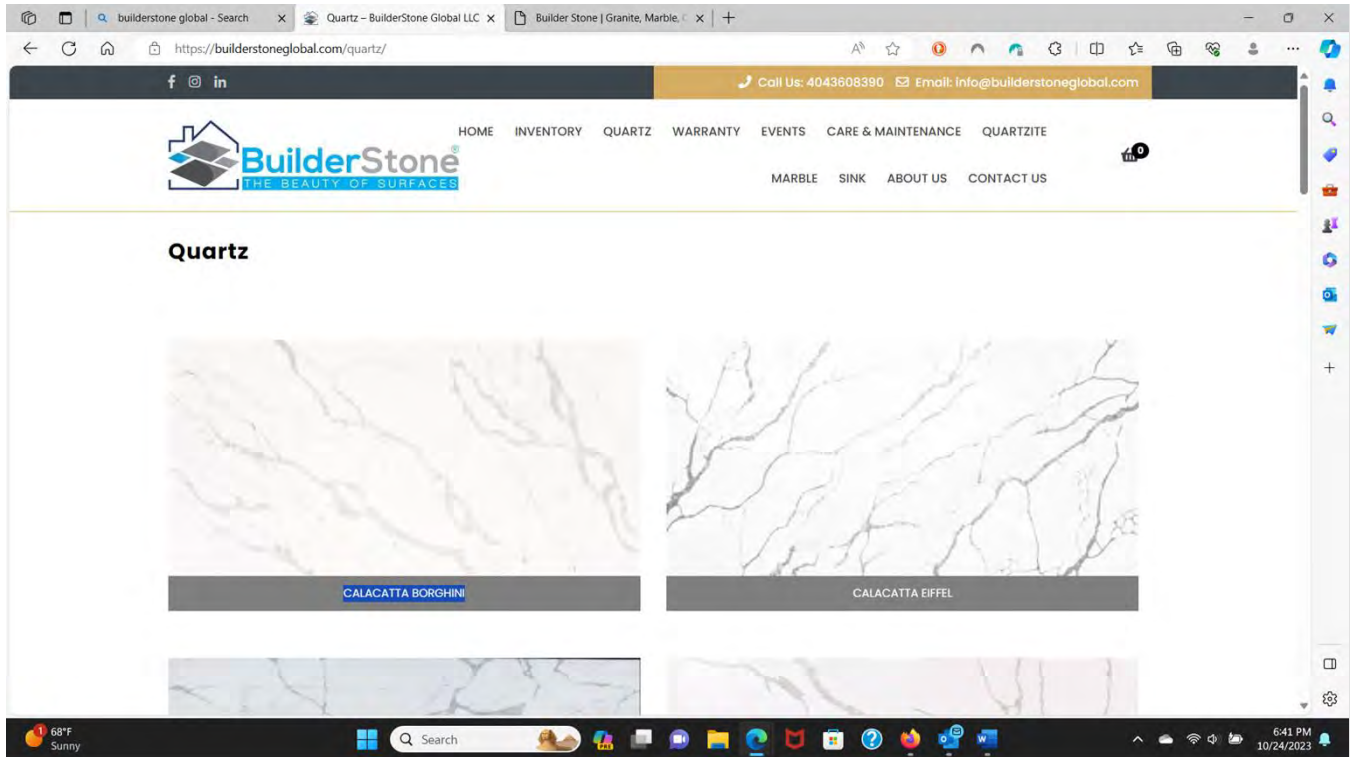 builderstone global - Search
Quartz – BuilderStone Global LLC
Builder Stone | Granite, Marble,
https://builderstoneglobal.com/quartz/
Call Us: 4043608390 Email: info@builderstoneglobal.com
HOME INVENTORY QUARTZ WARRANTY EVENTS CARE & MAINTENANCE QUARTZITE
0
MARBLE SINK ABOUT US CONTACT US
BuilderStone®
THE BEAUTY OF SURFACES
Quartz
CALACATTA BORGHINI
CALACATTA EIFFEL
1
68°F
Sunny
Search
6:41 PM
10/24/2023